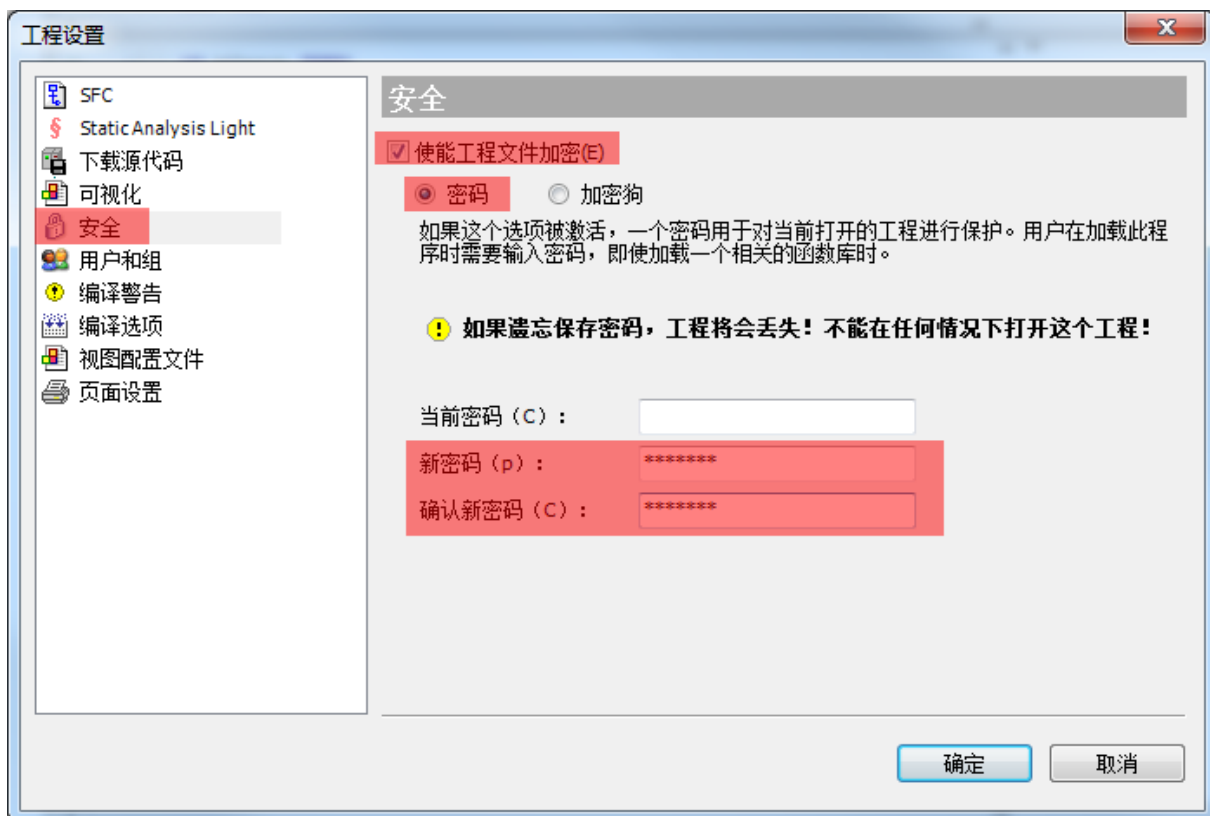 工程设置
SFC
Static Analysis Light
下载源代码
可视化
安全
用户和组
编译警告
编译选项
视图配置文件
页面设置
安全
使能工程文件加密(E)
密码 加密狗
如果这个选项被激活，一个密码用于对当前打开的工程进行保护。用户在加载此程
序时需要输入密码，即使加载一个相关的函数库时。
如果遗忘保存密码，工程将会丢失！不能在任何情况下打开这个工程！
当前密码（C）：
新密码（p）： *******
确认新密码（C）： *******
确定 取消